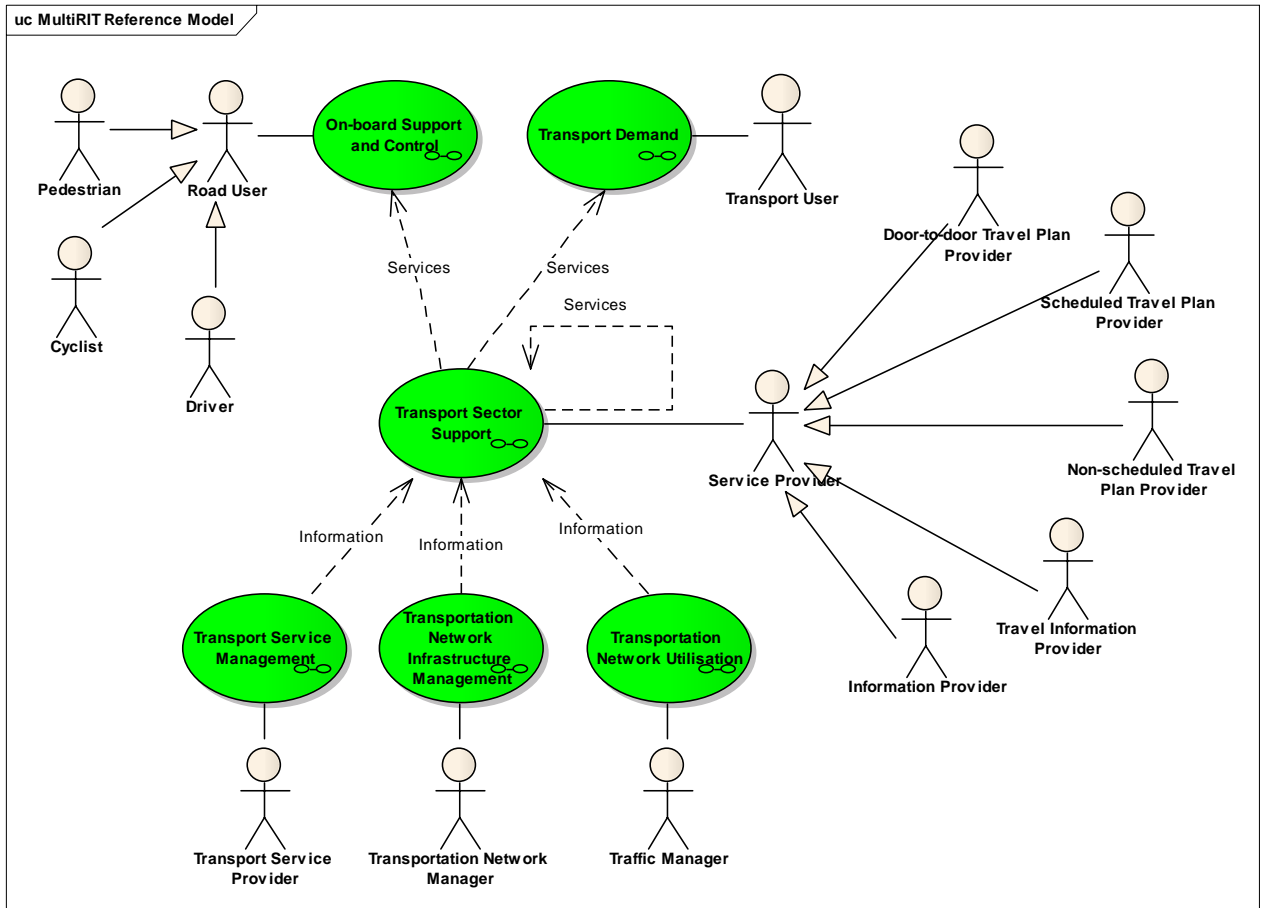 uc MultiRIT Reference Model
Pedestrian
Road User
On-board Support
and Control
Transport Demand
Transport User
Cyclist
Driver
Services
Services
Services
Door-to-door Travel Plan
Provider
Scheduled Travel Plan
Provider
Transport Sector
Support
Service Provider
Non-scheduled Travel
Plan Provider
Information
Information
Information
Travel Information
Provider
Information Provider
Transport Service
Management
Transportation
Network
Infrastructure
Management
Transportation
Network Utilisation
Transport Service
Provider
Transportation Network
Manager
Traffic Manager